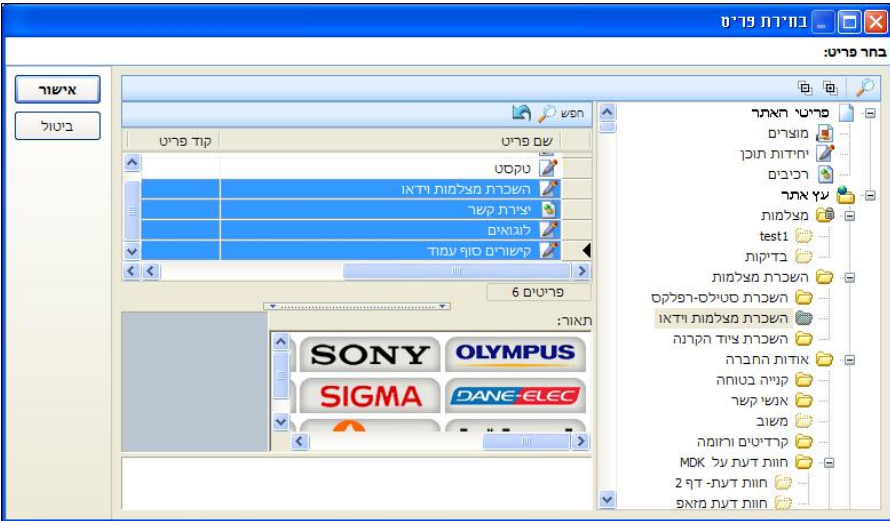 בחירת פריט
בחר פריט:
פריטי האתר
מוצרים
יחידות תוכן
רכיבים
עץ אתר
מצלמות
test1
בדיקות
השכרת מצלמות
השכרת סטילס-רפלקס
השכרת מצלמות וידאו
השכרת ציוד הקרנה
אודות החברה
קנייה בטוחה
אנשי קשר
משוב
קרדיטים ורזומה
חוות דעת על MDK
חוות דעת- דף 2
חוות דעת מזאפ
חפש
שם פריט קוד פריט
טקסט
השכרת מצלמות וידאו
יצירת קשר
לוגואים
קישורים סוף עמוד
פריטים 6
תאור:
SONY OLYMPUS
SIGMA DANE-ELEC
אישור
ביטול